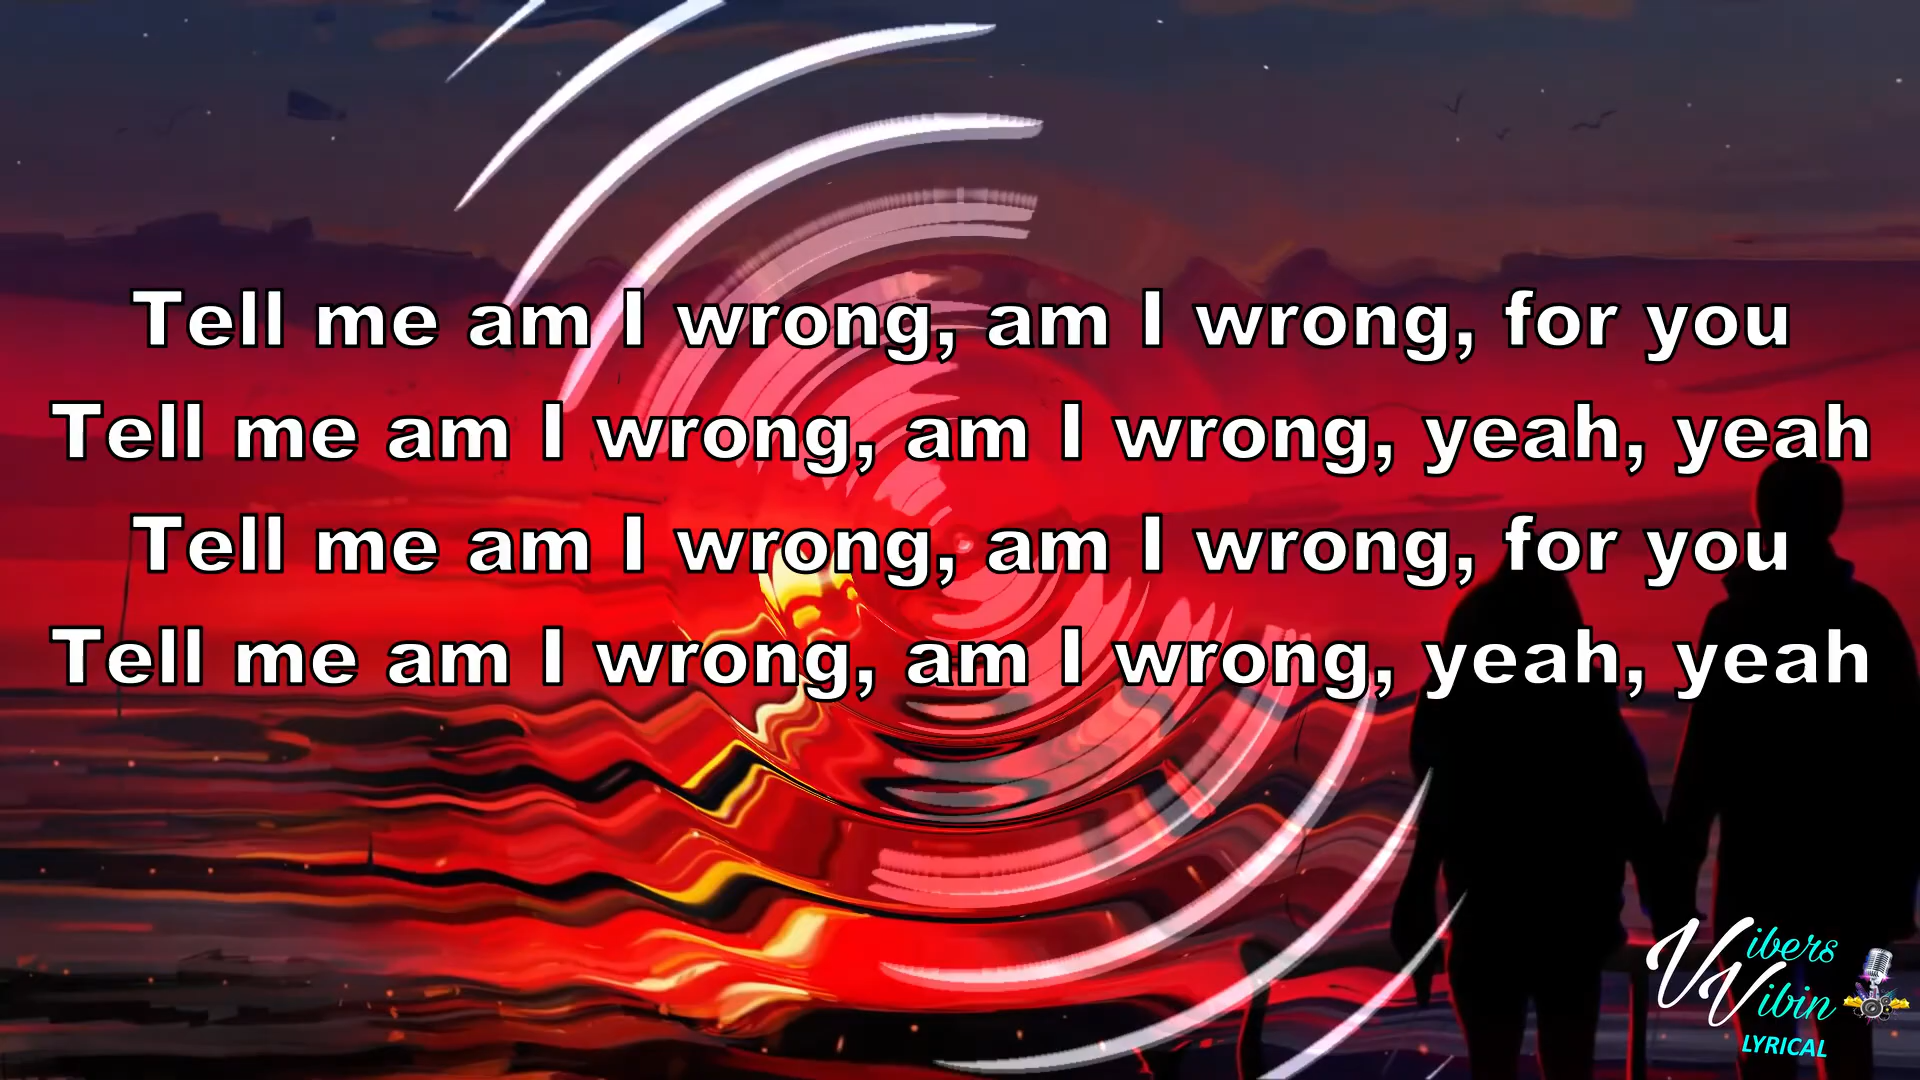 Tell me am I wrong, am I wrong, for you
Tell me am I wrong, am I wrong, yeah, yeah
Tell me am I wrong, am I wrong, for you
Tell me am I wrong, am I wrong, yeah, yeah
Vibers
Vibin
LYRICAL